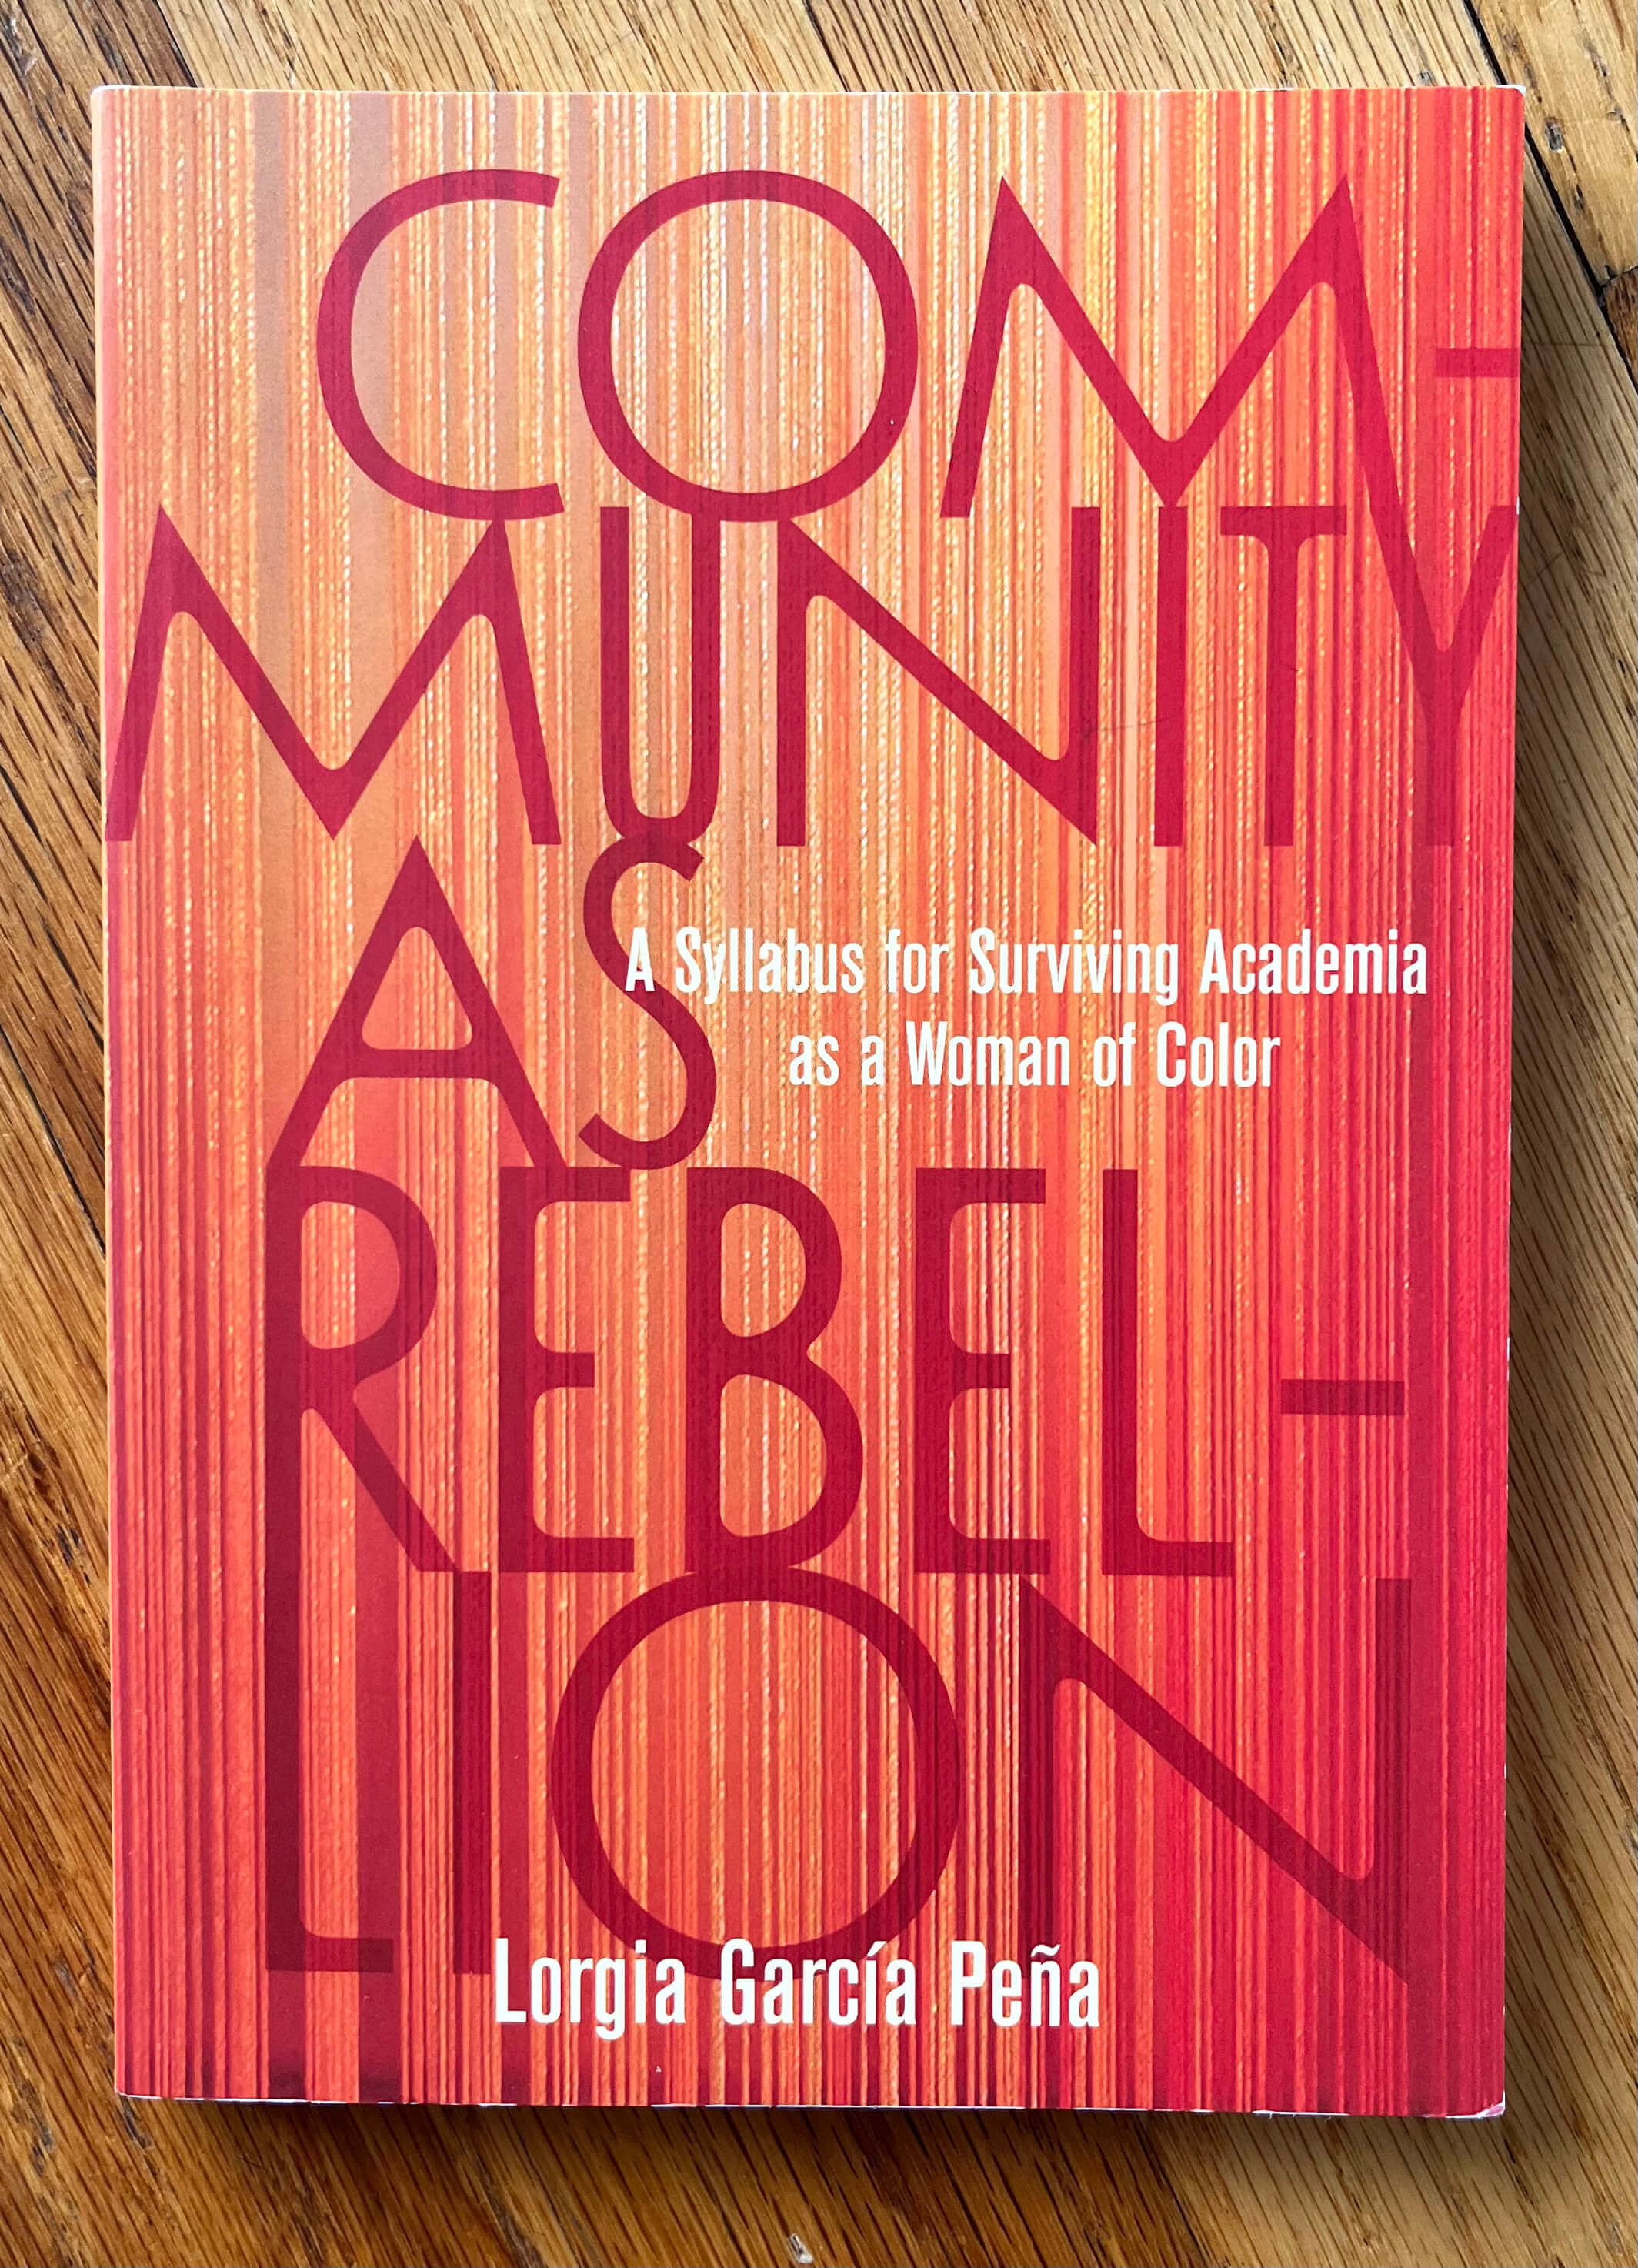 COM-
MUNITY
AS
A Syllabus for Surviving Academia
as a Woman of Color
REBEL-
LION
Lorgia García Peña